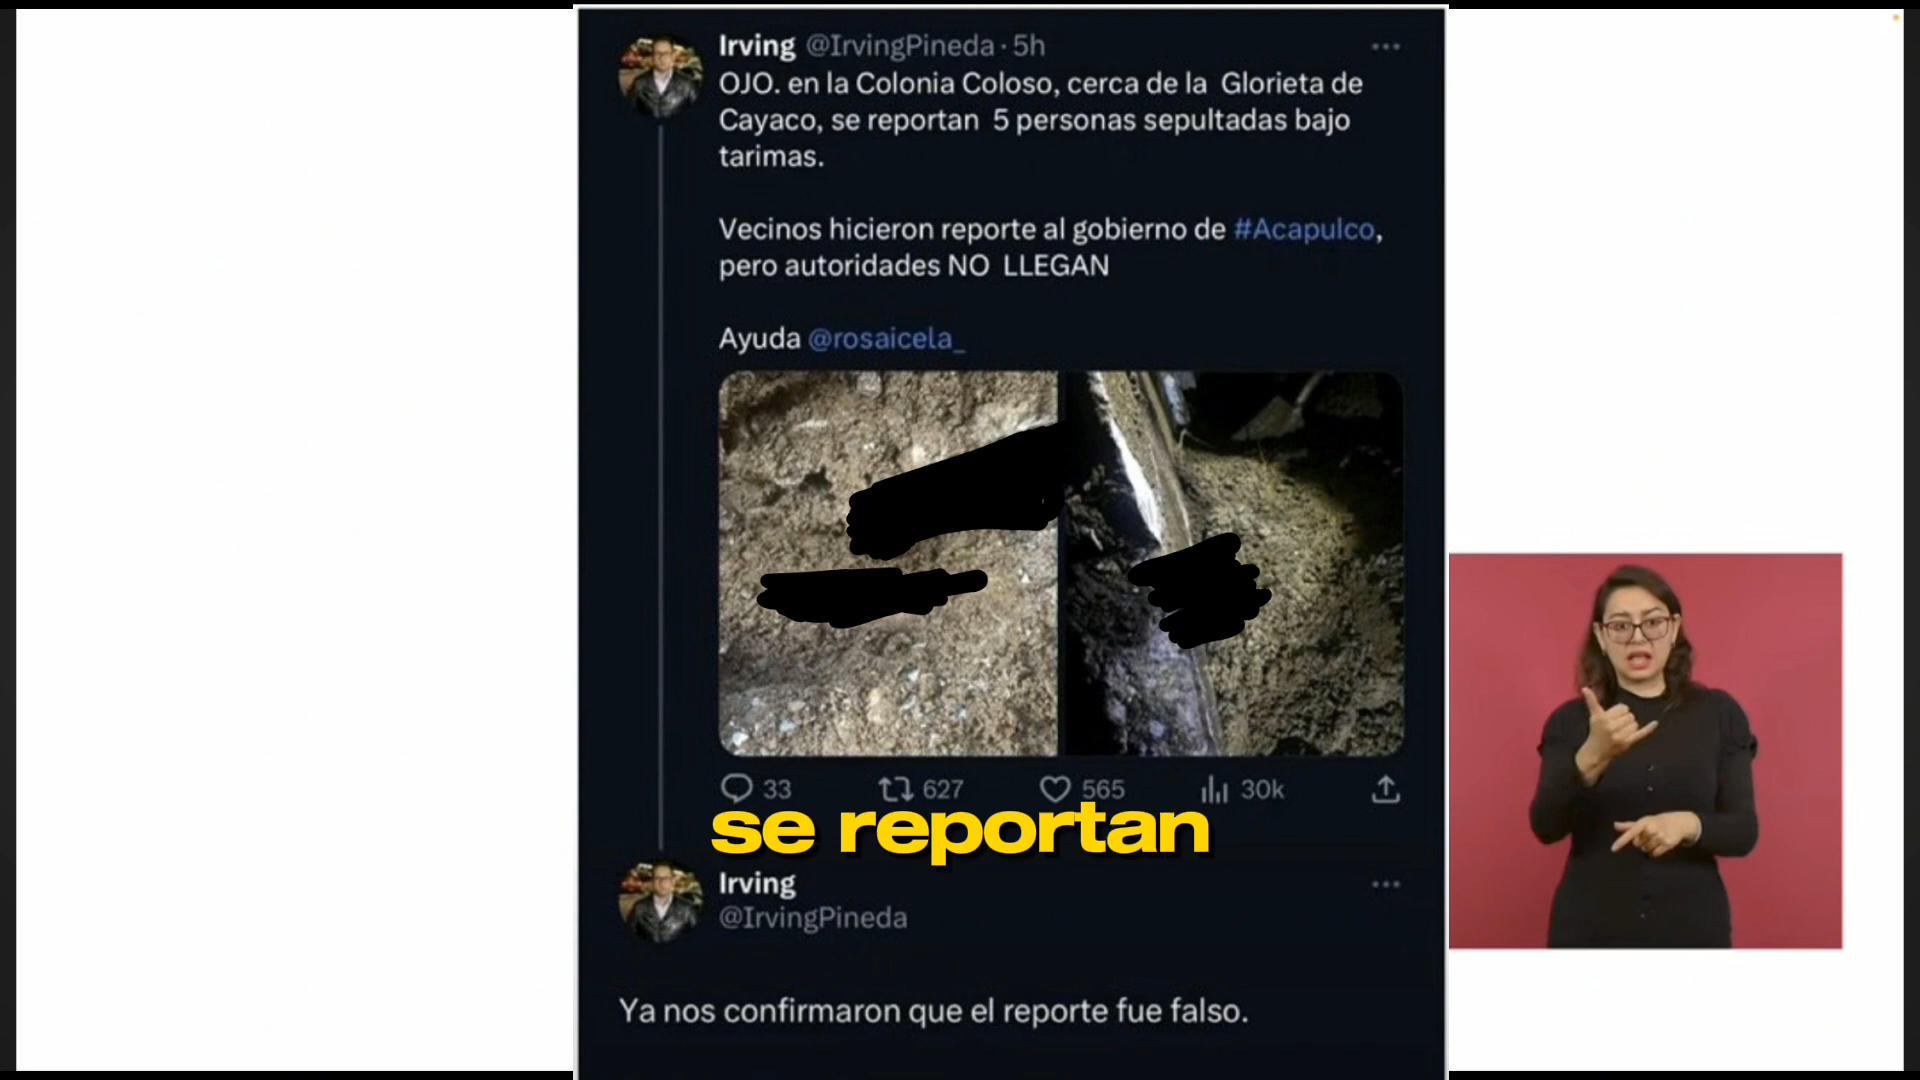 Irving @IrvingPineda · 5h
OJO. en la Colonia Coloso, cerca de la Glorieta de
Cayaco, se reportan 5 personas sepultadas bajo
tarimas.
Vecinos hicieron reporte al gobierno de #Acapulco,
pero autoridades NO LLEGAN
Ayuda @rosaicela_
33 627 565 30k
se reportan
Irving
@IrvingPineda
Ya nos confirmaron que el reporte fue falso.